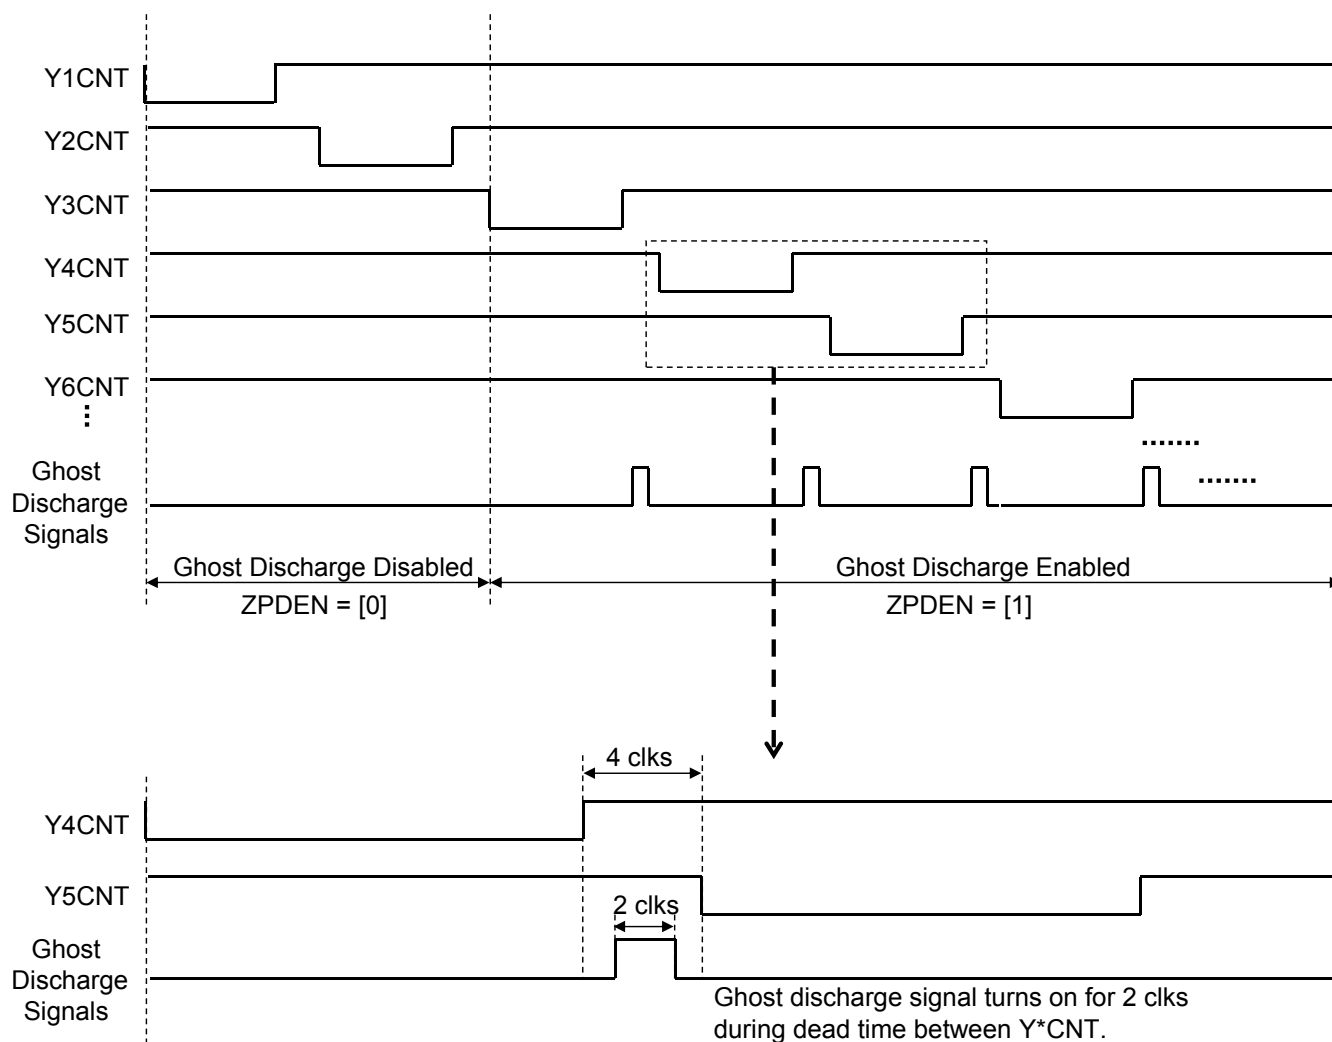 Y1CNT
Y2CNT
Y3CNT
Y4CNT
Y5CNT
Y6CNT
Ghost
Discharge
Signals
Ghost Discharge Disabled
ZPDEN = [0]
Ghost Discharge Enabled
ZPDEN = [1]
4 clks
Y4CNT
Y5CNT
2 clks
Ghost
Discharge
Signals
Ghost discharge signal turns on for 2 clks
during dead time between Y*CNT.